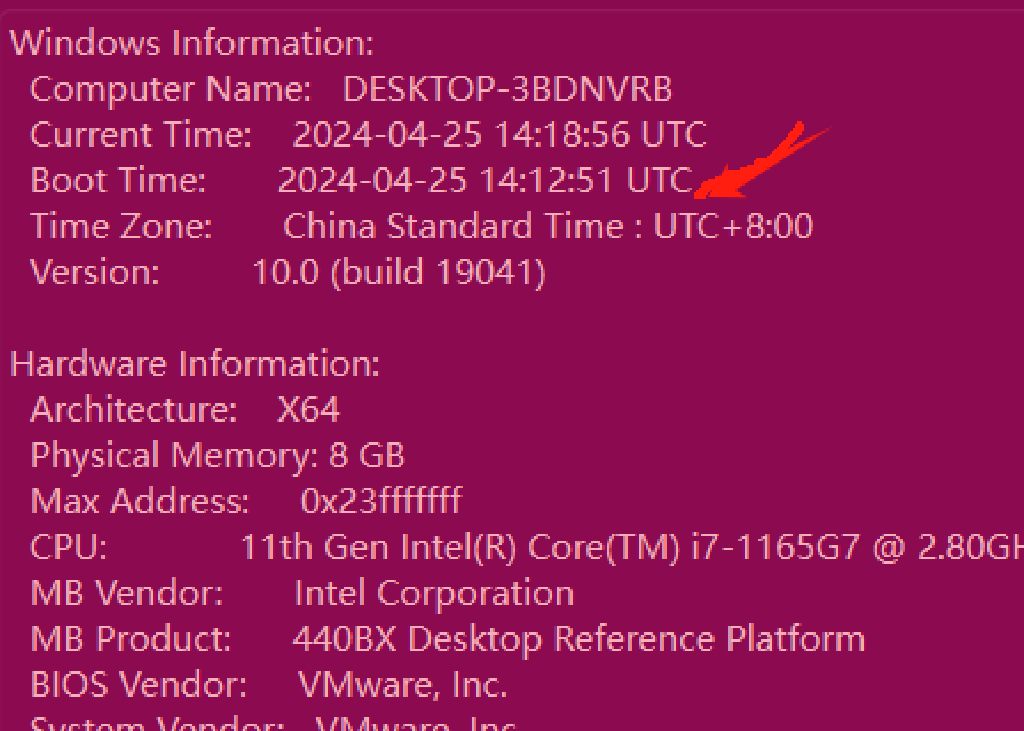 Windows Information:
Computer Name: DESKTOP-3BDNVRB
Current Time: 2024-04-25 14:18:56 UTC
Boot Time: 2024-04-25 14:12:51 UTC
Time Zone: China Standard Time : UTC+8:00
Version: 10.0 (build 19041)
Hardware Information:
Architecture: X64
Physical Memory: 8 GB
Max Address: 0x23fffffff
CPU: 11th Gen Intel(R) Core(TM) i7-1165G7 @ 2.80GH
MB Vendor: Intel Corporation
MB Product: 440BX Desktop Reference Platform
BIOS Vendor: VMware, Inc.
System Vendor: VMware, Inc.